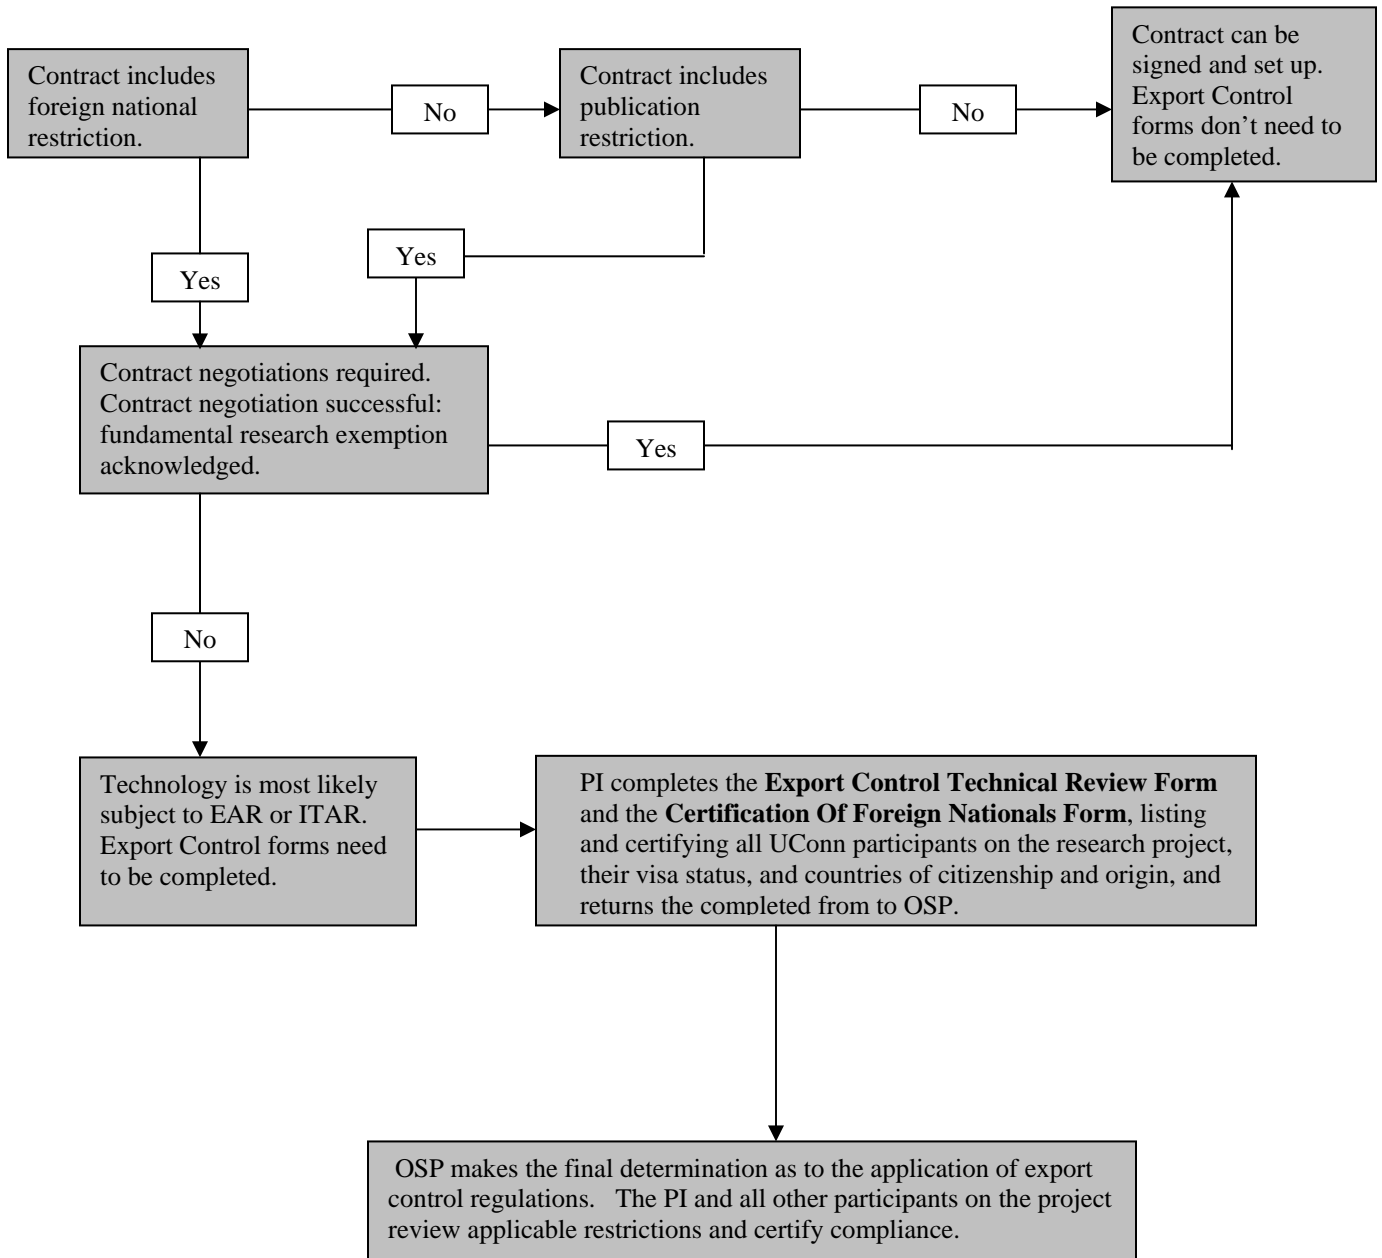 Contract includes
foreign national
restriction.
No
Contract includes
publication
restriction.
No
Contract can be
signed and set up.
Export Control
forms don’t need to
be completed.
Yes
Yes
Contract negotiations required.
Contract negotiation successful:
fundamental research exemption
acknowledged.
Yes
No
Technology is most likely
subject to EAR or ITAR.
Export Control forms need
to be completed.
PI completes the Export Control Technical Review Form
and the Certification Of Foreign Nationals Form, listing
and certifying all UConn participants on the research project,
their visa status, and countries of citizenship and origin, and
returns the completed from to OSP.
OSP makes the final determination as to the application of export
control regulations.   The PI and all other participants on the project
review applicable restrictions and certify compliance.